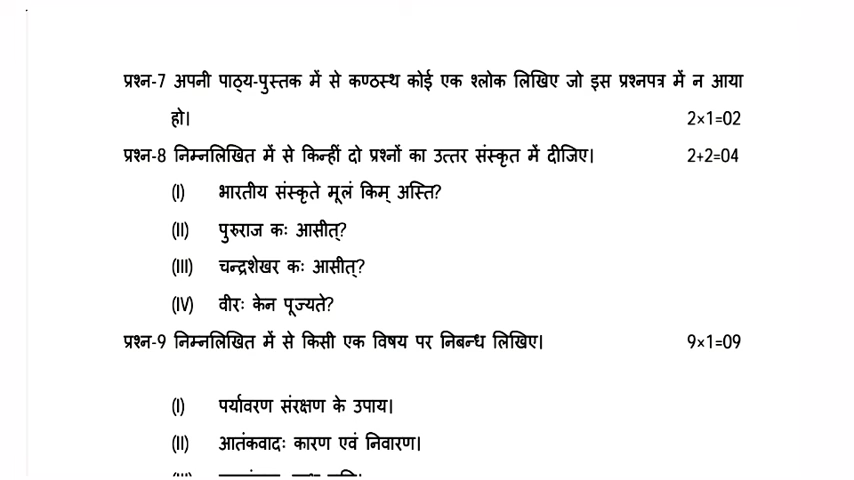 प्रश्न-7 अपनी पाठ्य-पुस्तक में से कण्ठस्थ कोई एक श्लोक लिखिए जो इस प्रश्नपत्र में न आया
हो। 2×1=02
प्रश्न-8 निम्नलिखित में से किन्हीं दो प्रश्नों का उत्तर संस्कृत में दीजिए। 2+2=04
(I) भारतीय संस्कृते मूलं किम् अस्ति?
(II) पुरुराज कः आसीत्?
(III) चन्द्रशेखर कः आसीत्?
(IV) वीरः केन पूज्यते?
प्रश्न-9 निम्नलिखित में से किसी एक विषय पर निबन्ध लिखिए। 9×1=09
(I) पर्यावरण संरक्षण के उपाय।
(II) आतंकवादः कारण एवं निवारण।